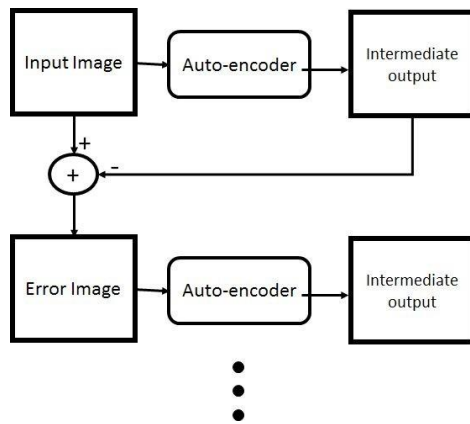 Input Image
Auto-encoder
Intermediate
output
+
-
+
Error Image
Auto-encoder
Intermediate
output